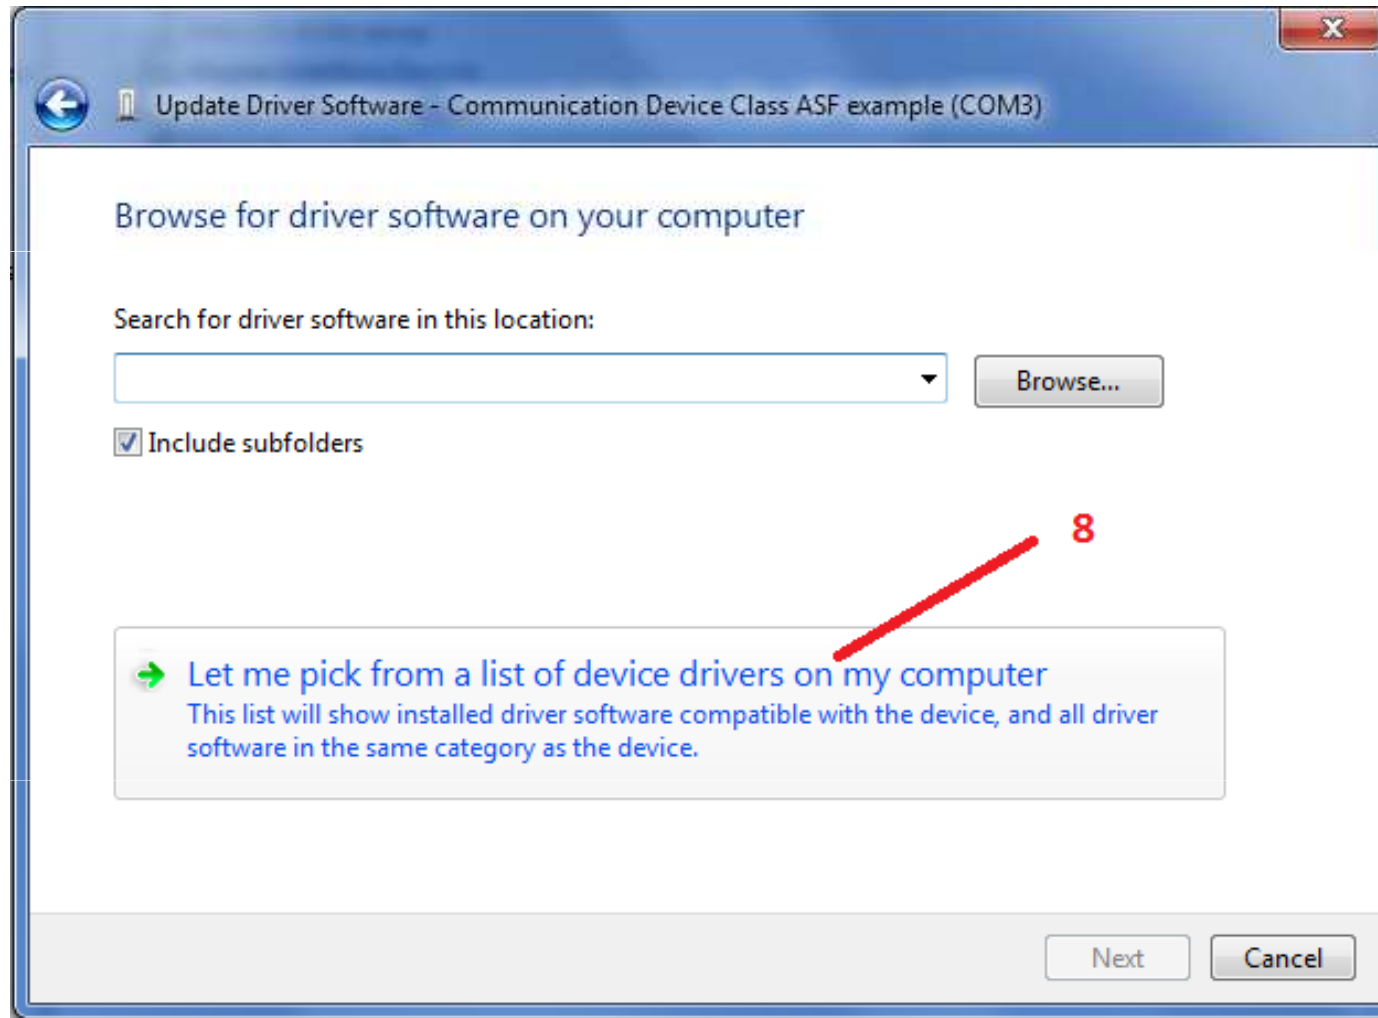 Update Driver Software - Communication Device Class ASF example (COM3)
Browse for driver software on your computer
Search for driver software in this location:
Browse...
Include subfolders
8
Let me pick from a list of device drivers on my computer
This list will show installed driver software compatible with the device, and all driver
software in the same category as the device.
Next
Cancel